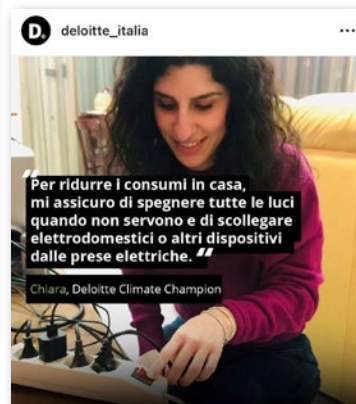 D.
deloitte_italia
"Per ridurre i consumi in casa,
mi assicuro di spegnere tutte le luci
quando non servono e di scollegare
elettrodomestici o altri dispositivi
dalle prese elettriche. "
Chiara, Deloitte Climate Champion